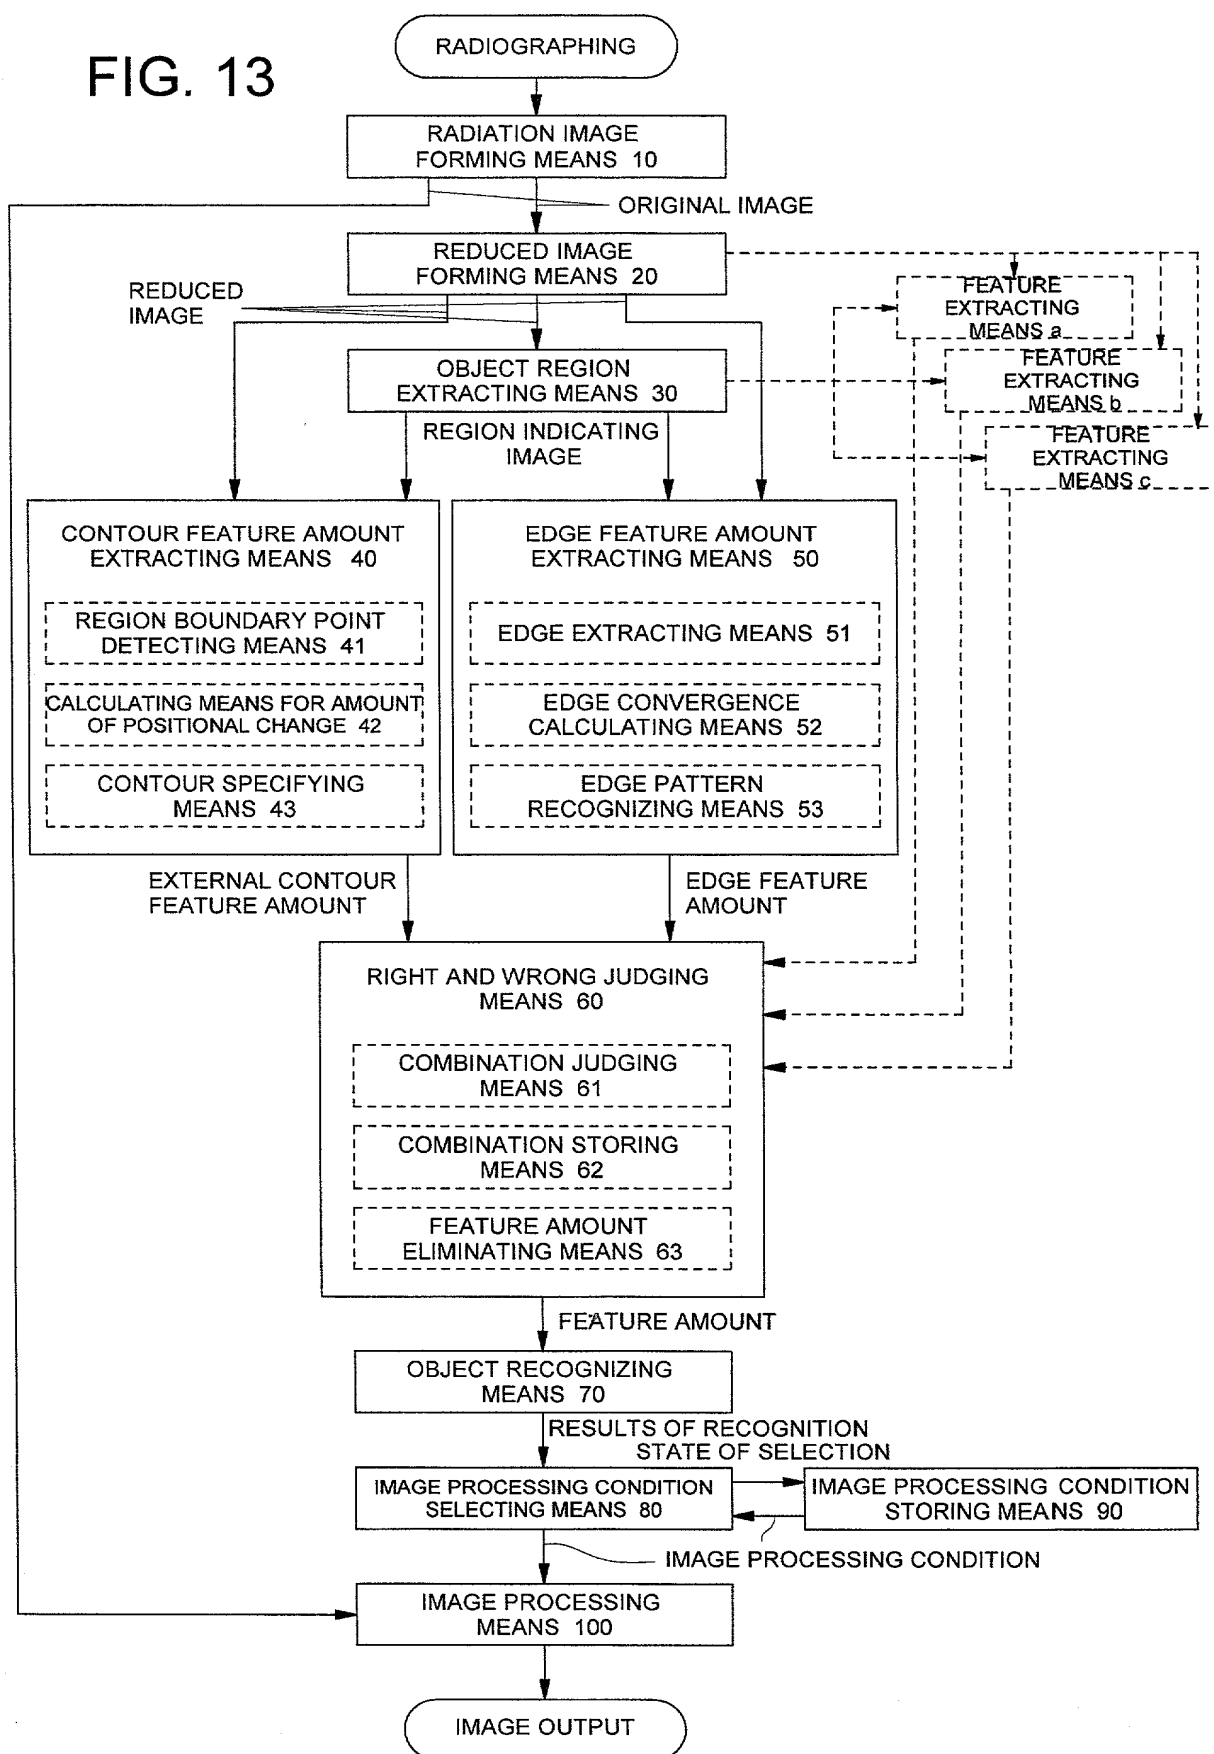 RADIOGRAPHING
FIG. 13
RADIATION IMAGE
FORMING MEANS 10
ORIGINAL IMAGE
REDUCED IMAGE
FORMING MEANS 20
REDUCED
IMAGE
FEATURE
EXTRACTING
MEANS a
OBJECT REGION
EXTRACTING MEANS 30
FEATURE
EXTRACTING
MEANS b
REGION INDICATING
IMAGE
FEATURE
EXTRACTING
MEANS c
CONTOUR FEATURE AMOUNT
EXTRACTING MEANS 40
REGION BOUNDARY POINT
DETECTING MEANS 41
CALCULATING MEANS FOR AMOUNT
OF POSITIONAL CHANGE 42
CONTOUR SPECIFYING
MEANS 43
EDGE FEATURE AMOUNT
EXTRACTING MEANS 50
EDGE EXTRACTING MEANS 51
EDGE CONVERGENCE
CALCULATING MEANS 52
EDGE PATTERN
RECOGNIZING MEANS 53
EXTERNAL CONTOUR
FEATURE AMOUNT
EDGE FEATURE
AMOUNT
RIGHT AND WRONG JUDGING
MEANS 60
COMBINATION JUDGING
MEANS 61
COMBINATION STORING
MEANS 62
FEATURE AMOUNT
ELIMINATING MEANS 63
FEATURE AMOUNT
OBJECT RECOGNIZING
MEANS 70
RESULTS OF RECOGNITION
STATE OF SELECTION
IMAGE PROCESSING CONDITION
SELECTING MEANS 80
IMAGE PROCESSING CONDITION
STORING MEANS 90
IMAGE PROCESSING CONDITION
IMAGE PROCESSING
MEANS 100
IMAGE OUTPUT